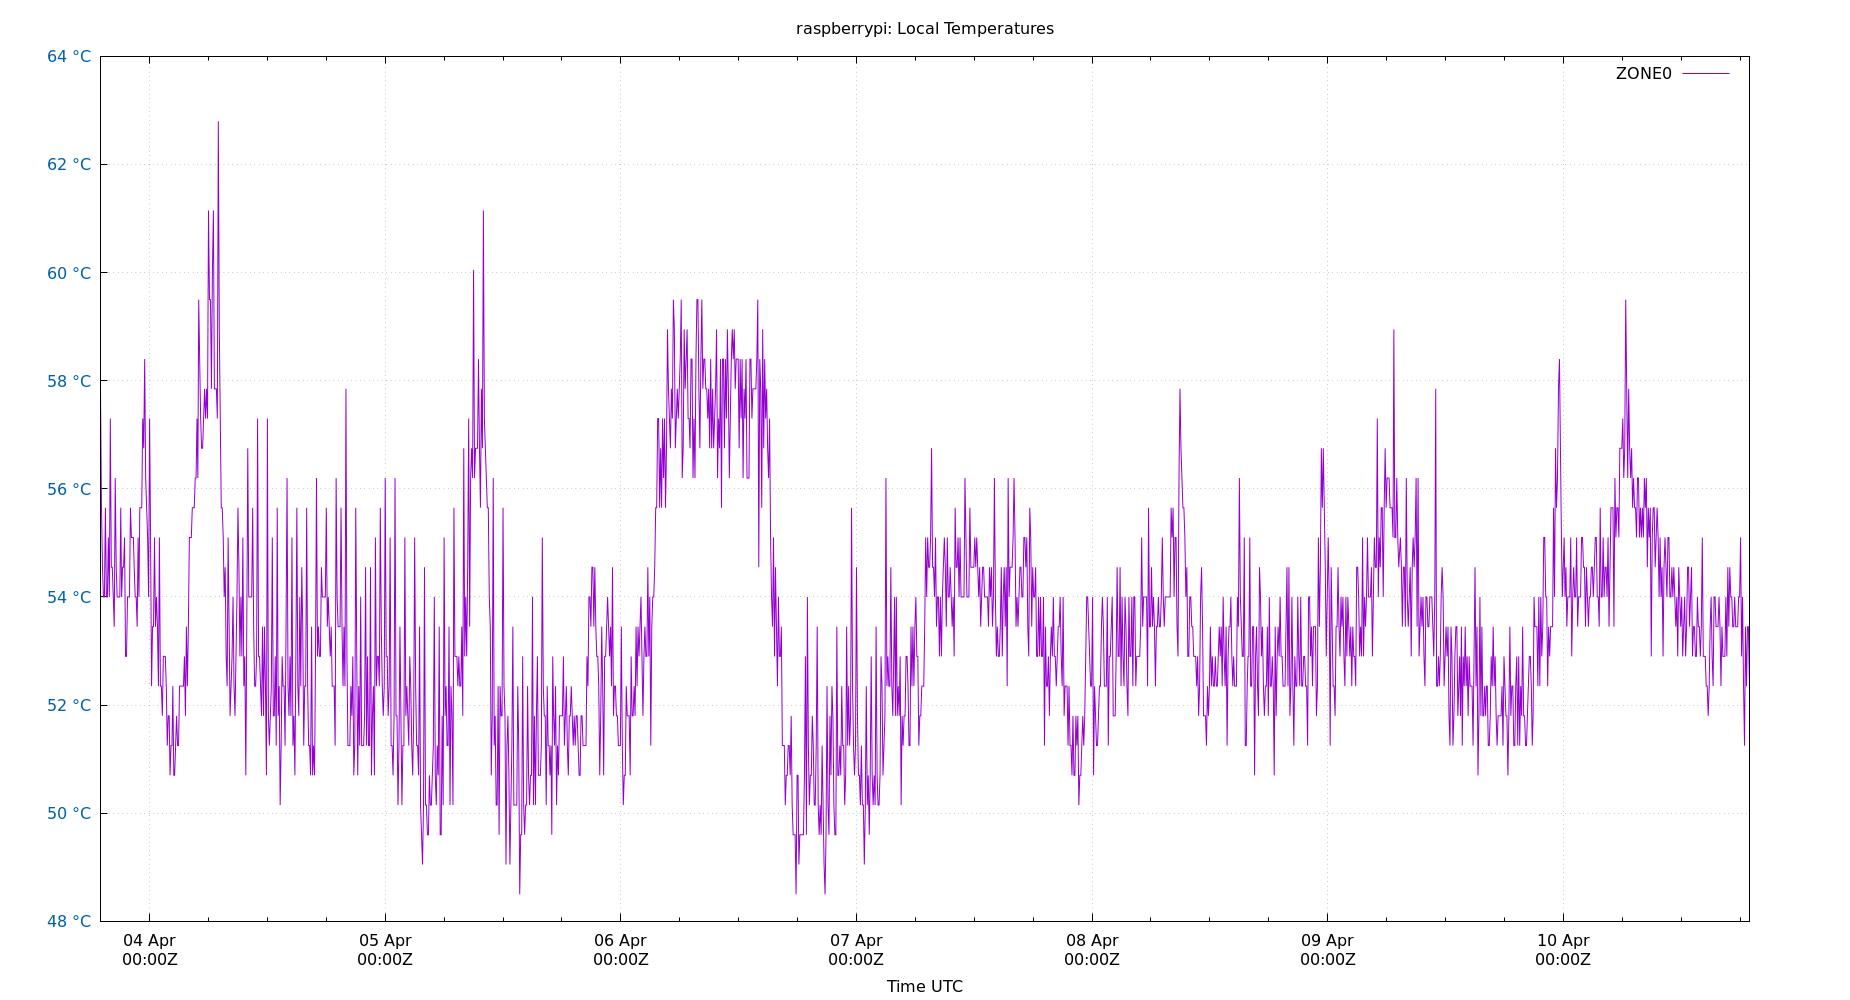 raspberrypi: Local Temperatures
64 °C
ZONE0
62 °C
60 °C
58 °C
56 °C
54 °C
52 °C
50 °C
48 °C
04 Apr 05 Apr 06 Apr 07 Apr 08 Apr 09 Apr 10 Apr
00:00Z 00:00Z 00:00Z 00:00Z 00:00Z 00:00Z 00:00Z
Time UTC